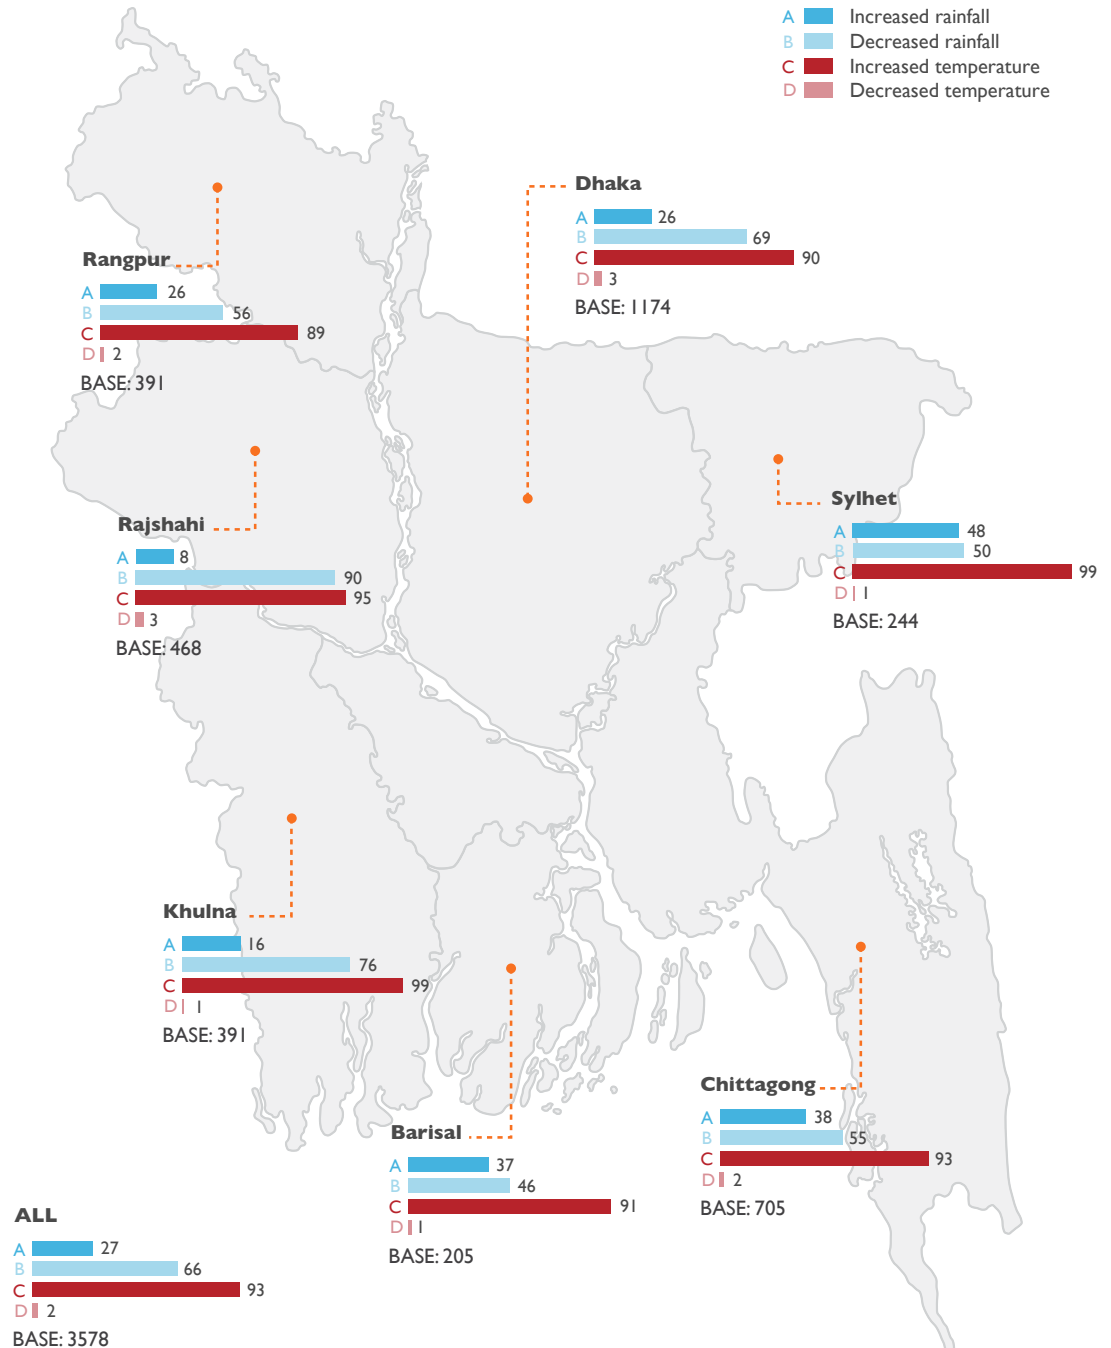 A Increased rainfall
B Decreased rainfall
C Increased temperature
D Decreased temperature
Dhaka
A 26
B 69
C 90
D 3
BASE: 1174
Rangpur
A 26
B 56
C 89
D 2
BASE: 391
Sylhet
A 48
B 50
C 99
D 1
BASE: 244
Rajshahi
A 8
B 90
C 95
D 3
BASE: 468
Khulna
A 16
B 76
C 99
D 1
BASE: 391
Chittagong
A 38
B 55
C 93
D 2
BASE: 705
Barisal
A 37
B 46
C 91
D 1
BASE: 205
ALL
A 27
B 66
C 93
D 2
BASE: 3578